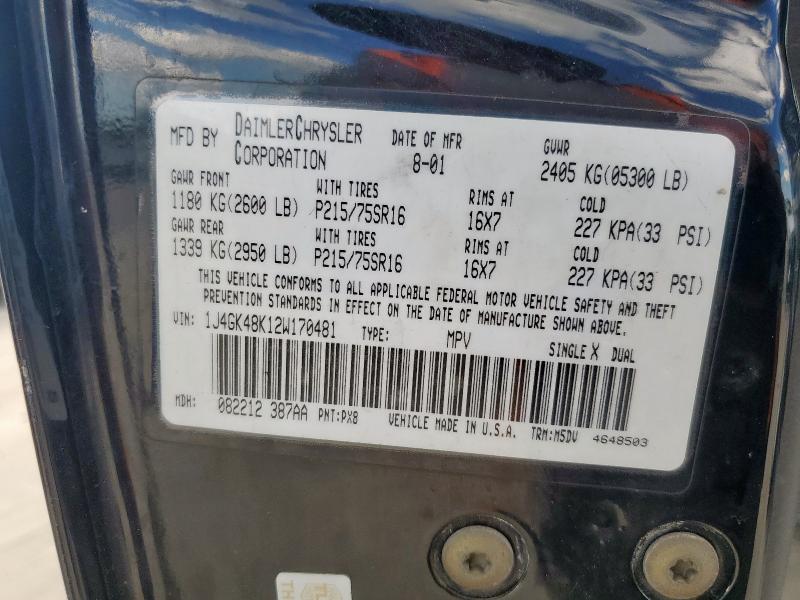 MFD BY DAIMLERCHRYSLER CORPORATION DATE OF MFR 8-01 GVWR 2405 KG(05300 LB)
GAWR FRONT WITH TIRES RIMS AT COLD
1180 KG(2600 LB) P215/75SR16 16X7 227 KPA(33 PSI)
GAWR REAR WITH TIRES RIMS AT COLD
1339 KG(2950 LB) P215/75SR16 16X7 227 KPA(33 PSI)
THIS VEHICLE CONFORMS TO ALL APPLICABLE FEDERAL MOTOR VEHICLE SAFETY AND THEFT
PREVENTION STANDARDS IN EFFECT ON THE DATE OF MANUFACTURE SHOWN ABOVE.
VIN: 1J4GK48K12W170481 TYPE: MPV SINGLE X DUAL
MDH: 082212 387AA PNT:PX8 VEHICLE MADE IN U.S.A. TRM:M5DV 4648503